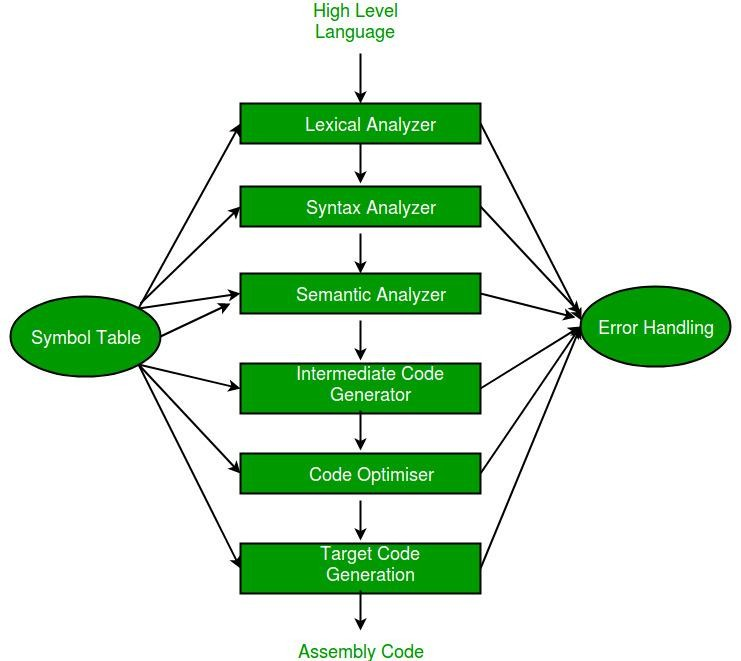 High Level
Language
Lexical Analyzer
Syntax Analyzer
Semantic Analyzer
Symbol Table
Error Handling
Intermediate Code
Generator
Code Optimiser
Target Code
Generation
Assembly Code